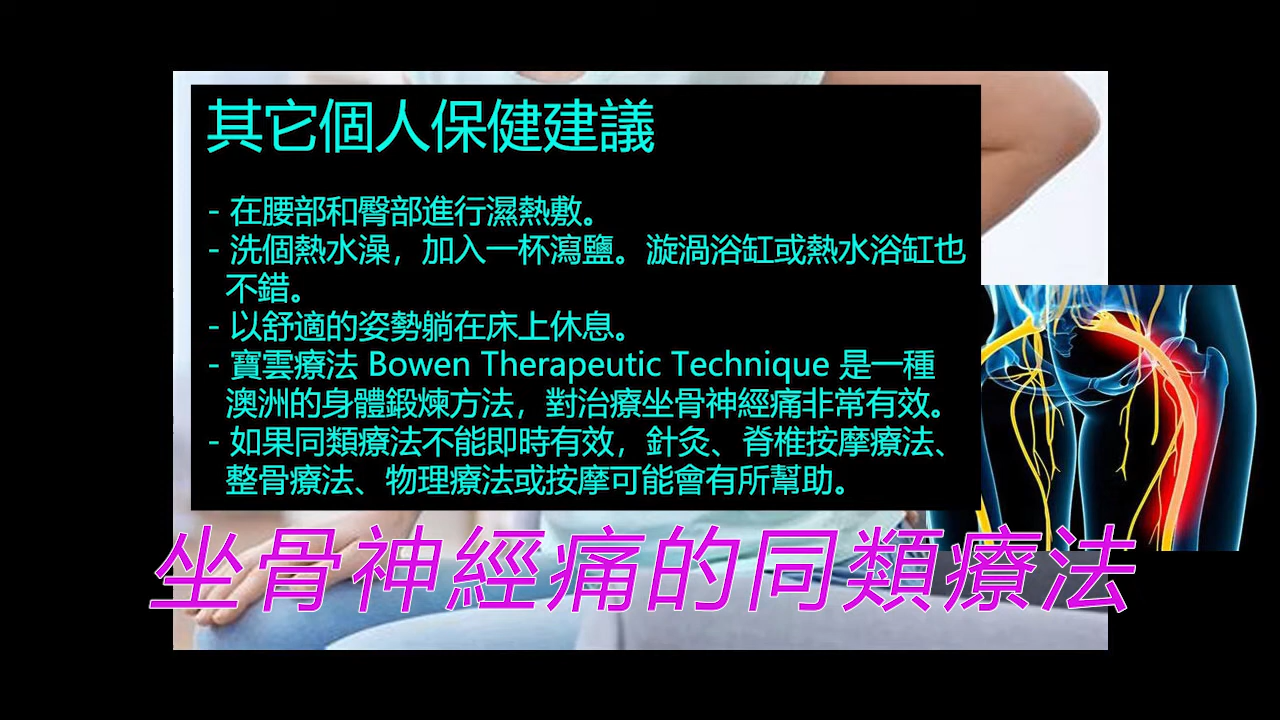 其它個人保健建議
- 在腰部和臀部進行濕熱敷。
- 洗個熱水澡，加入一杯瀉鹽。漩渦浴缸或熱水浴缸也
不錯。
- 以舒適的姿勢躺在床上休息。
- 寶雲療法 Bowen Therapeutic Technique 是一種
澳洲的身體鍛煉方法，對治療坐骨神經痛非常有效。
- 如果同類療法不能即時有效，針灸、脊椎按摩療法、
整骨療法、物理療法或按摩可能會有所幫助。
坐骨神經痛的同類療法